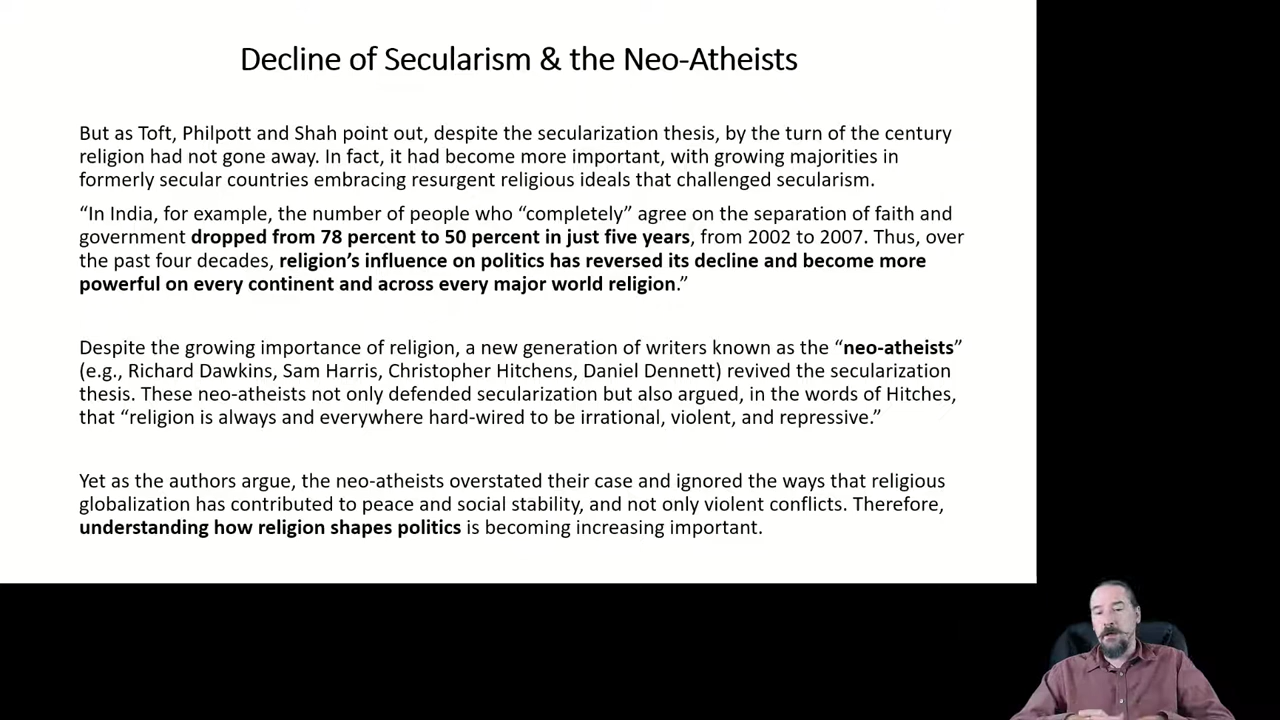 Decline of Secularism & the Neo-Atheists
But as Toft, Philpott and Shah point out, despite the secularization thesis, by the turn of the century
religion had not gone away. In fact, it had become more important, with growing majorities in
formerly secular countries embracing resurgent religious ideals that challenged secularism.
“In India, for example, the number of people who “completely” agree on the separation of faith and
government dropped from 78 percent to 50 percent in just five years, from 2002 to 2007. Thus, over
the past four decades, religion’s influence on politics has reversed its decline and become more
powerful on every continent and across every major world religion.”
Despite the growing importance of religion, a new generation of writers known as the “neo-atheists”
(e.g., Richard Dawkins, Sam Harris, Christopher Hitchens, Daniel Dennett) revived the secularization
thesis. These neo-atheists not only defended secularization but also argued, in the words of Hitches,
that “religion is always and everywhere hard-wired to be irrational, violent, and repressive.”
Yet as the authors argue, the neo-atheists overstated their case and ignored the ways that religious
globalization has contributed to peace and social stability, and not only violent conflicts. Therefore,
understanding how religion shapes politics is becoming increasing important.